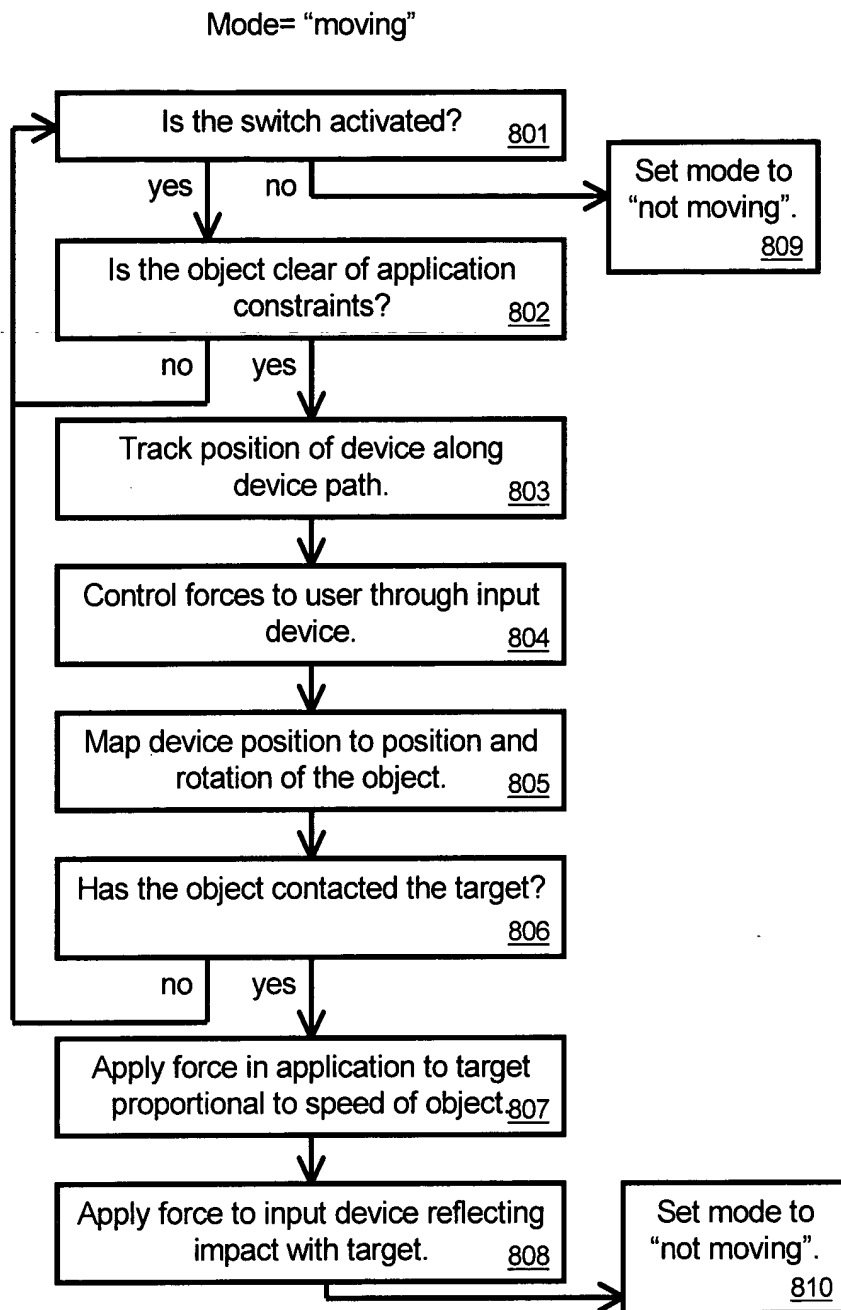 Mode= “moving”
Is the switch activated?
801
yes
no
Set mode to
“not moving”.
809
Is the object clear of application
constraints?
802
no
yes
Track position of device along
device path.
803
Control forces to user through input
device.
804
Map device position to position and
rotation of the object.
805
Has the object contacted the target?
806
no
yes
Apply force in application to target
proportional to speed of object.
807
Apply force to input device reflecting
impact with target.
808
Set mode to
“not moving”.
810